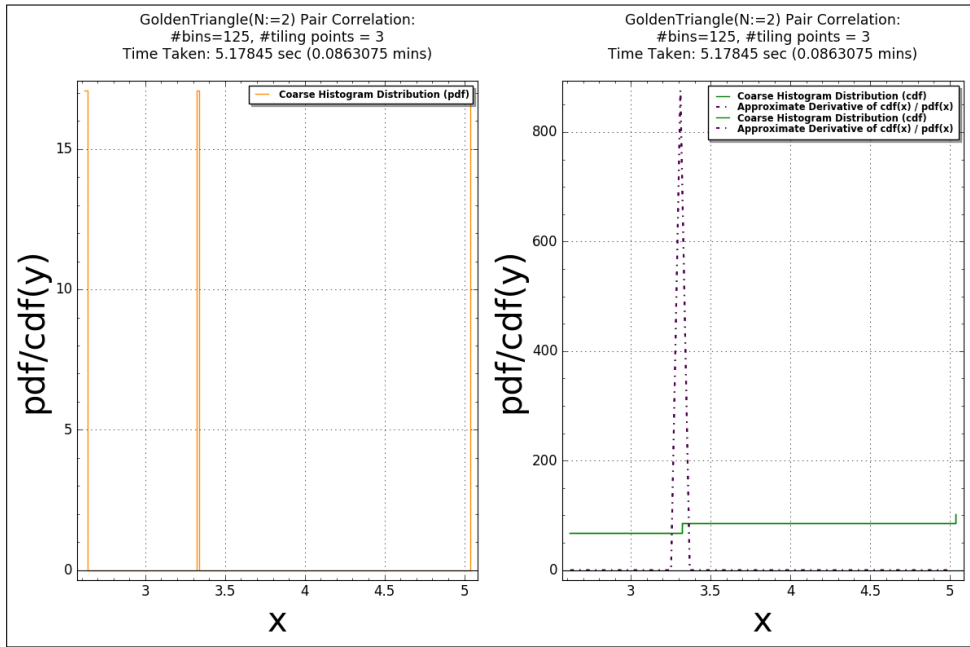 GoldenTriangle(N:=2) Pair Correlation:
#bins=125, #tiling points = 3
Time Taken: 5.17845 sec (0.0863075 mins)
Coarse Histogram Distribution (pdf)
15
10
5
0
3
3.5
4
4.5
5
pdf/cdf(y)
x
GoldenTriangle(N:=2) Pair Correlation:
#bins=125, #tiling points = 3
Time Taken: 5.17845 sec (0.0863075 mins)
Coarse Histogram Distribution (cdf)
Approximate Derivative of cdf(x) / pdf(x)
Coarse Histogram Distribution (cdf)
Approximate Derivative of cdf(x) / pdf(x)
800
600
400
200
0
3
3.5
4
4.5
5
pdf/cdf(y)
x